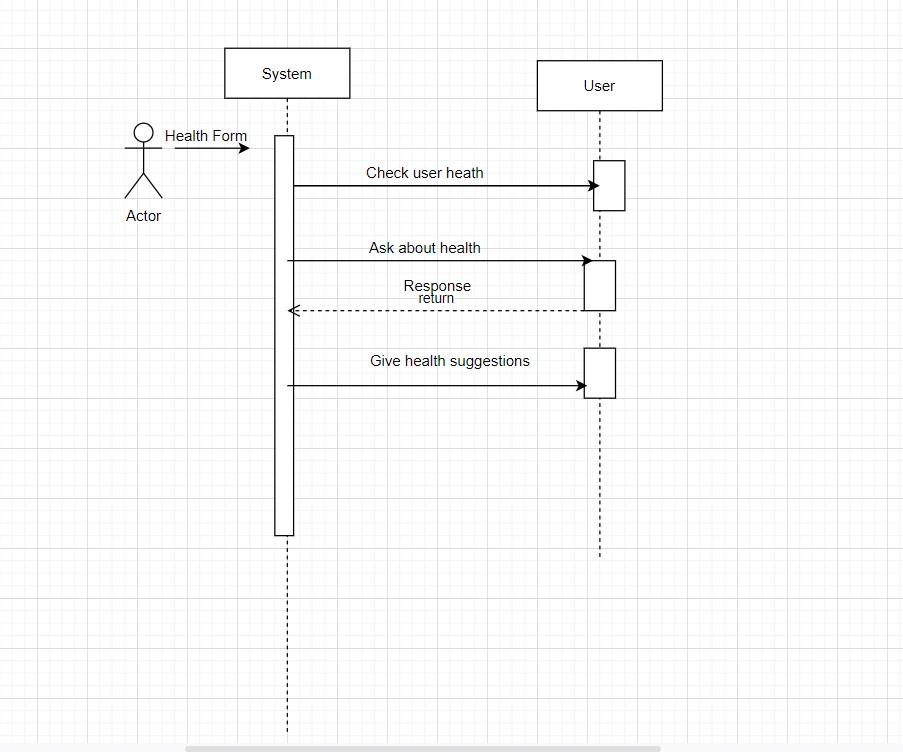 System
User
Health Form
Actor
Check user heath
Ask about health
Response
return
Give health suggestions